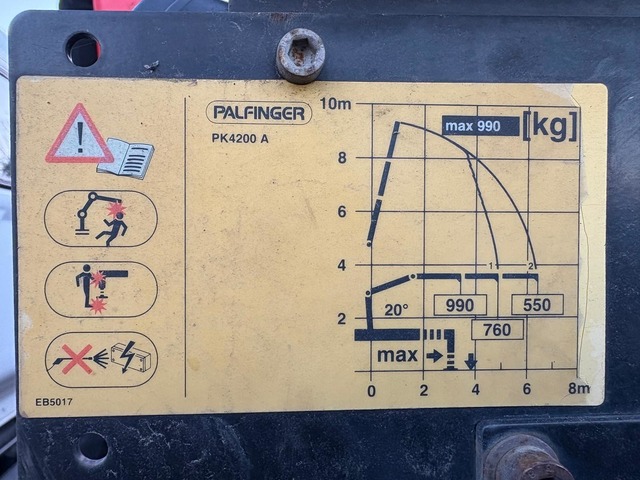 PALFINGER
PK4200 A
10m
max 990 [kg]
8
6
4
1 2
20°
990 550
2
760
max
0 2 4 6 8m
EB5017